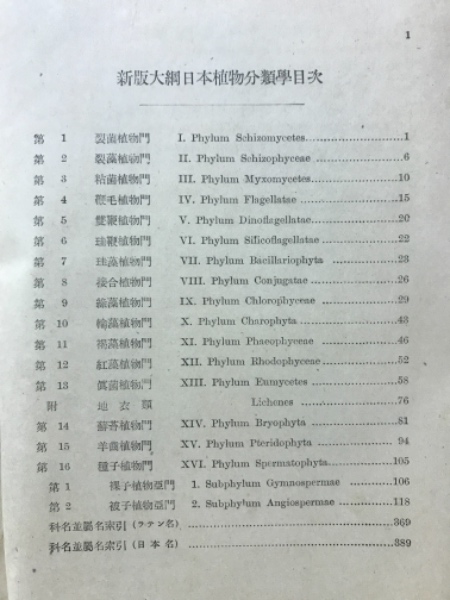 1
新版大綱日本植物分類學目次
第 1 裂菌植物門 I. Phylum Schizomycetes........................1
第 2 裂藻植物門 II. Phylum Schizophyceae ........................6
第 3 粘菌植物門 III. Phylum Myxomycetes........................10
第 4 鞭毛植物門 IV. Phylum Flagellatae ........................15
第 5 雙鞭植物門 V. Phylum Dinoflagellatae........................20
第 6 珪鞭植物門 VI. Phylum Silicoflagellatae ........................22
第 7 珪藻植物門 VII. Phylum Bacillariophyta ........................23
第 8 接合植物門 VIII. Phylum Conjugatae ........................26
第 9 綠藻植物門 IX. Phylum Chlorophyceae ........................29
第 10 輪藻植物門 X. Phylum Charophyta ........................43
第 11 褐藻植物門 XI. Phylum Phaeophyceae ........................46
第 12 紅藻植物門 XII. Phylum Rhodophyceae........................52
第 13 眞菌植物門 XIII. Phylum Eumycetes ........................58
附 地衣類 Lichenes ........................76
第 14 蘚苔植物門 XIV. Phylum Bryophyta ........................81
第 15 羊齒植物門 XV. Phylum Pteridophyta ........................94
第 16 種子植物門 XVI. Phylum Spermatophyta........................105
第 1 裸子植物亞門 1. Subphylum Gymnospermae ........................106
第 2 被子植物亞門 2. Subphylum Angiospermae ........................118
科名並屬名索引 (ラテン名) ........................369
科名並屬名索引 (日本名) ........................389